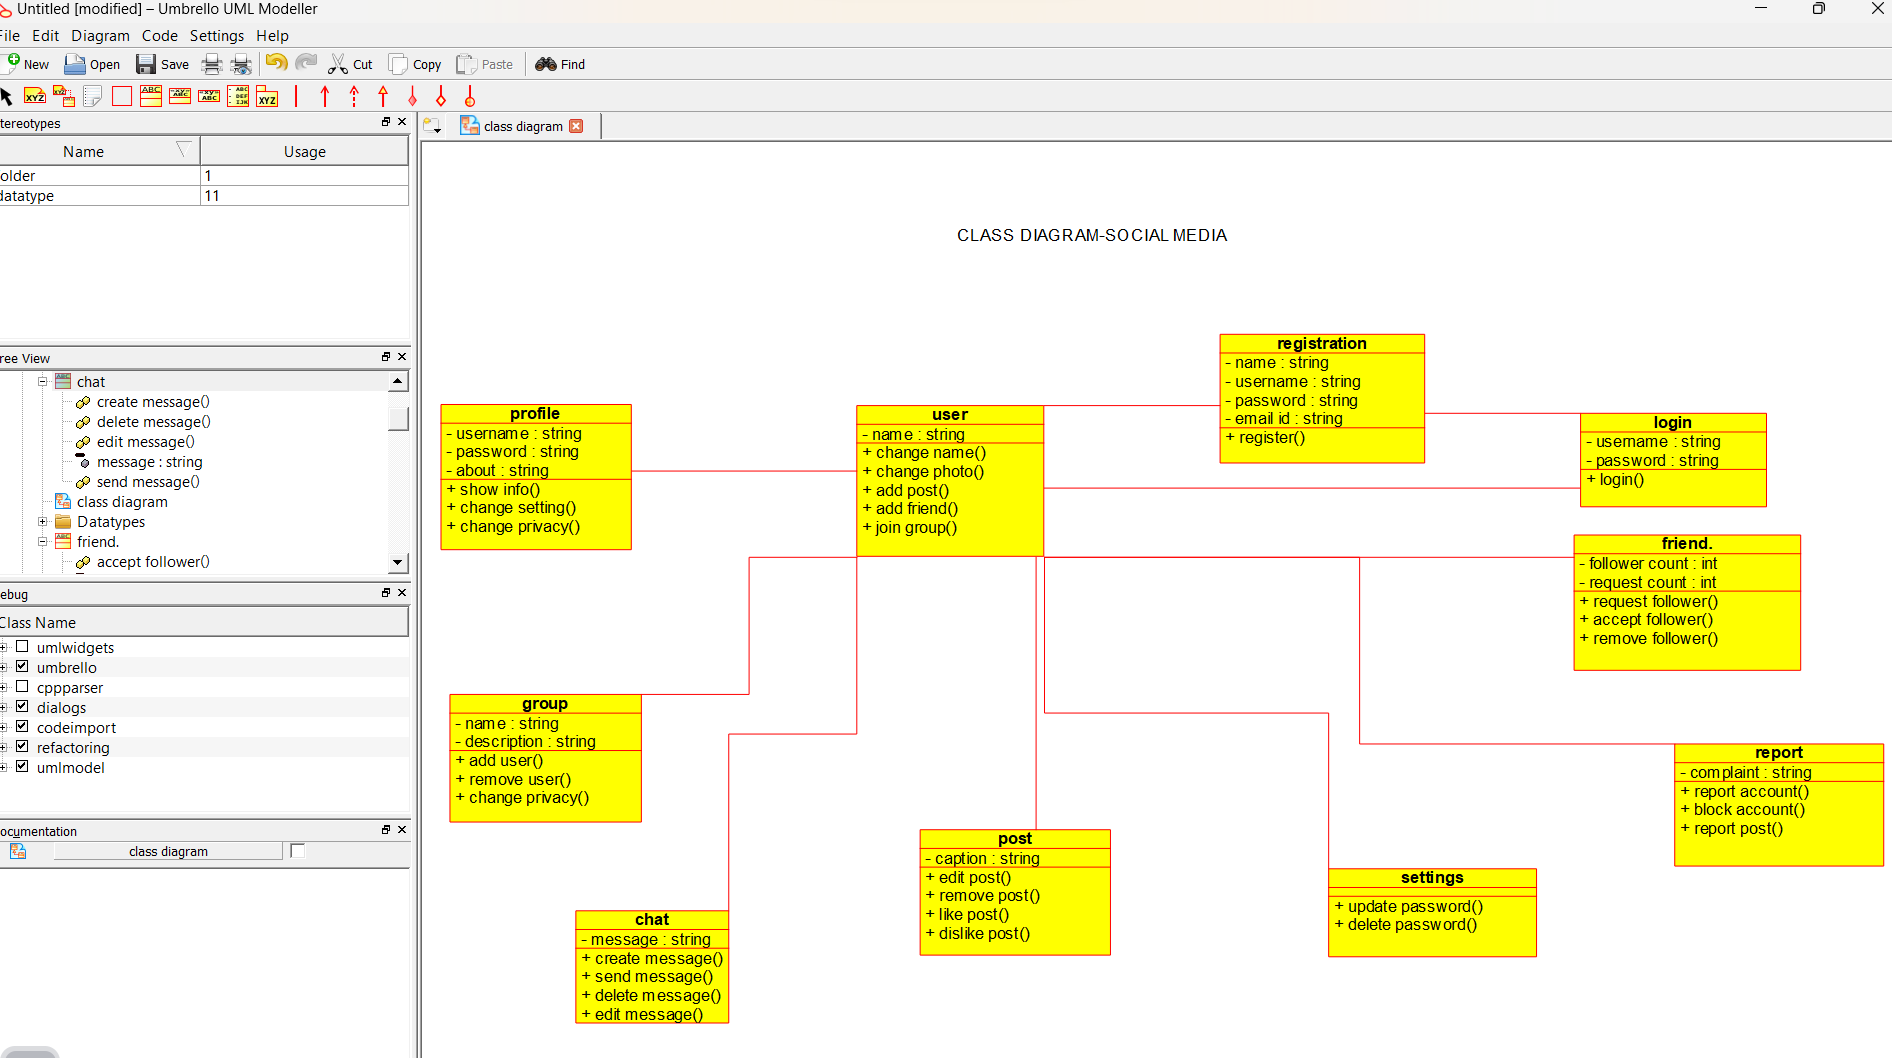 Untitled [modified] – Umbrello UML Modeller
File Edit Diagram Code Settings Help
New Open Save Cut Copy Paste Find
tereotypes
Name Usage
older 1
datatype 11
ree View
chat
create message()
delete message()
edit message()
message : string
send message()
class diagram
Datatypes
friend.
accept follower()
ebug
Class Name
umlwidgets
umbrello
cppparser
dialogs
codeimport
refactoring
umlmodel
ocumentation
class diagram
class diagram
CLASS DIAGRAM-SOCIAL MEDIA
registration
- name : string
- username : string
- password : string
- email id : string
+ register()
profile
- username : string
- password : string
- about : string
+ show info()
+ change setting()
+ change privacy()
user
- name : string
+ change name()
+ change photo()
+ add post()
+ add friend()
+ join group()
login
- username : string
- password : string
+ login()
friend.
- follower count : int
- request count : int
+ request follower()
+ accept follower()
+ remove follower()
group
- name : string
- description : string
+ add user()
+ remove user()
+ change privacy()
report
- complaint : string
+ report account()
+ block account()
+ report post()
post
- caption : string
+ edit post()
+ remove post()
+ like post()
+ dislike post()
settings
+ update password()
+ delete password()
chat
- message : string
+ create message()
+ send message()
+ delete message()
+ edit message()